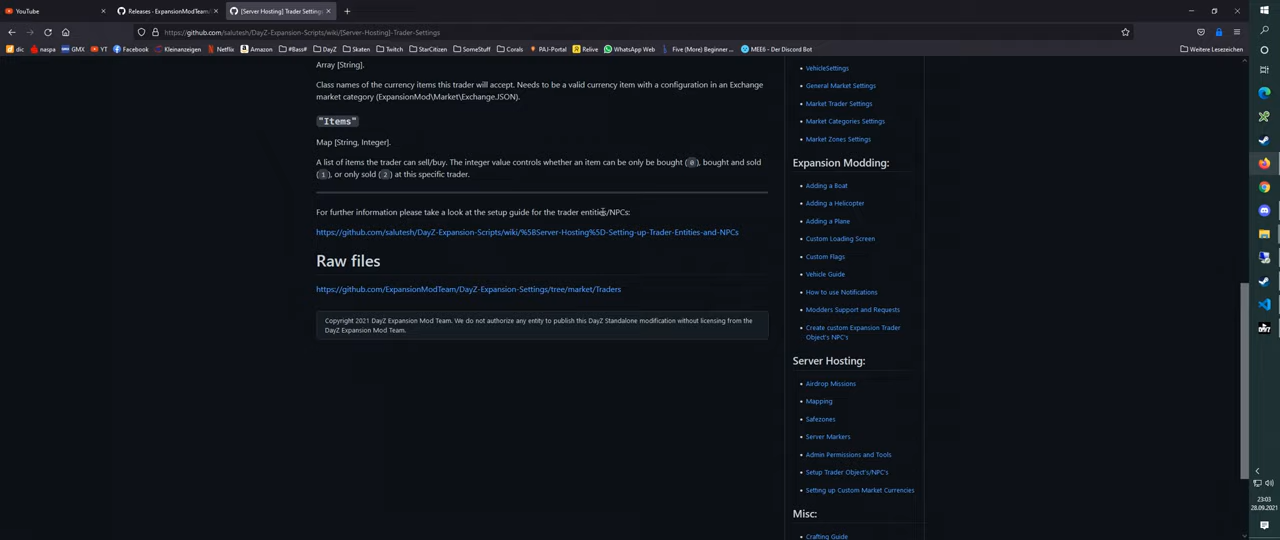 YouTube
Releases · ExpansionModTeam/
[Server Hosting] Trader Settings
https://github.com/salutesh/DayZ-Expansion-Scripts/wiki/[Server-Hosting]-Trader-Settings
dic naspa GMX YT Facebook Kleinanzeigen Netflix Amazon #Bass# DayZ Skaten Twitch StarCitizen SomeStuff Corals PAJ-Portal Relive WhatsApp Web Five (More) Beginner ... MEE6 - Der Discord Bot Weitere Lesezeichen
Array [String].
Class names of the currency items this trader will accept. Needs to be a valid currency item with a configuration in an Exchange
market category (ExpansionMod\Market\Exchange.JSON).
"Items"
Map [String, Integer].
A list of items the trader can sell/buy. The integer value controls whether an item can be only be bought (0), bought and sold
(1), or only sold (2) at this specific trader.
For further information please take a look at the setup guide for the trader entities/NPCs:
https://github.com/salutesh/DayZ-Expansion-Scripts/wiki/%5BServer-Hosting%5D-Setting-up-Trader-Entities-and-NPCs
Raw files
https://github.com/ExpansionModTeam/DayZ-Expansion-Settings/tree/market/Traders
Copyright 2021 DayZ Expansion Mod Team. We do not authorize any entity to publish this DayZ Standalone modification without licensing from the
DayZ Expansion Mod Team.
VehicleSettings
General Market Settings
Market Trader Settings
Market Categories Settings
Market Zones Settings
Expansion Modding:
Adding a Boat
Adding a Helicopter
Adding a Plane
Custom Loading Screen
Custom Flags
Vehicle Guide
How to use Notifications
Modders Support and Requests
Create custom Expansion Trader
Object's NPC's
Server Hosting:
Airdrop Missions
Mapping
Safezones
Server Markers
Admin Permissions and Tools
Setup Trader Object's/NPC's
Setting up Custom Market Currencies
Misc:
Crafting Guide
23:03
28.09.2021